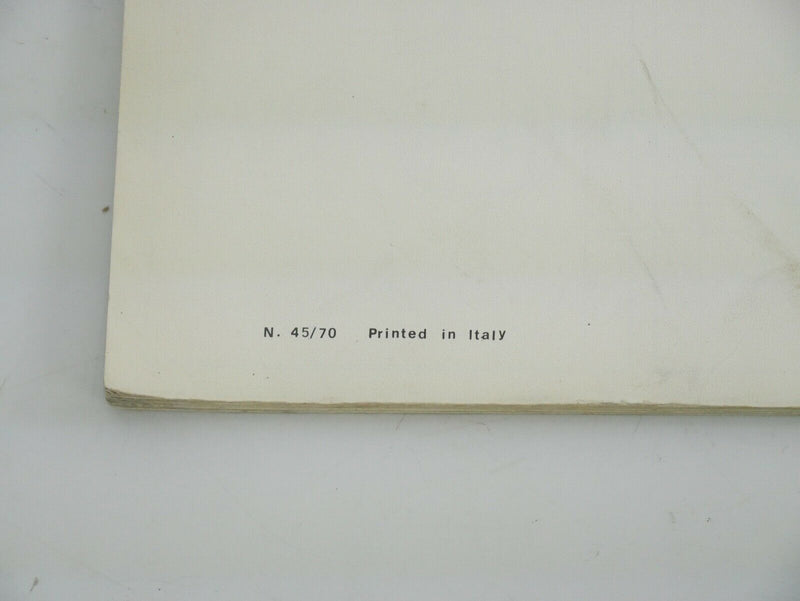 N. 45/70 Printed in Italy